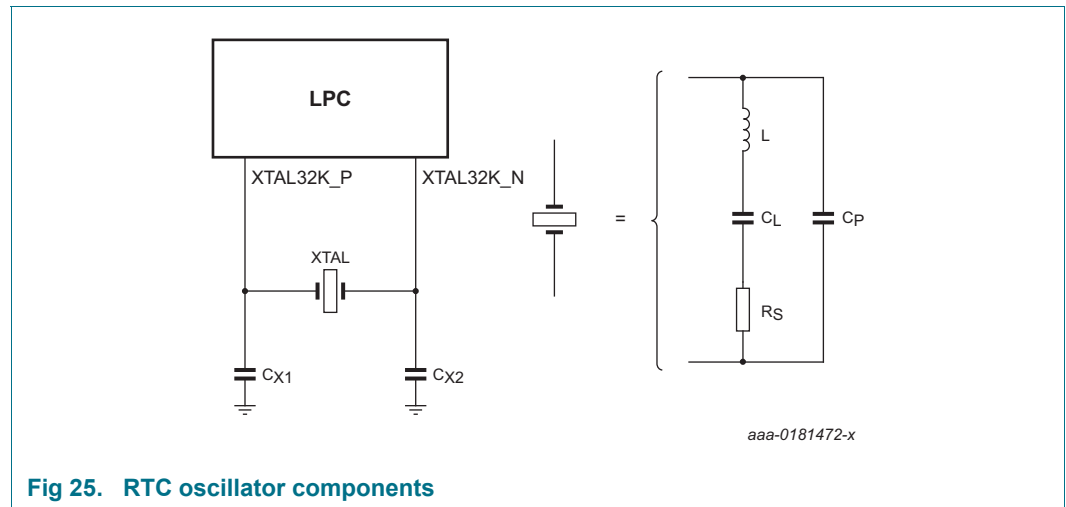 LPC
XTAL32K_P
XTAL32K_N
XTAL
CX1
CX2
=
L
CL
CP
RS
aaa-0181472-x
Fig 25. RTC oscillator components